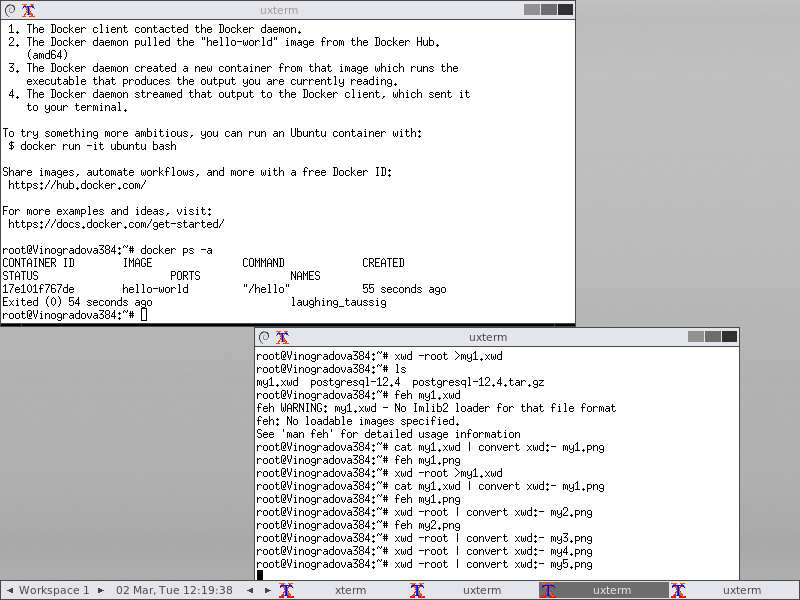 uxterm
1. The Docker client contacted the Docker daemon.
2. The Docker daemon pulled the "hello-world" image from the Docker Hub.
(amd64)
3. The Docker daemon created a new container from that image which runs the
executable that produces the output you are currently reading.
4. The Docker daemon streamed that output to the Docker client, which sent it
to your terminal.
To try something more ambitious, you can run an Ubuntu container with:
$ docker run -it ubuntu bash
Share images, automate workflows, and more with a free Docker ID:
https://hub.docker.com/
For more examples and ideas, visit:
https://docs.docker.com/get-started/
root@Vinogradova384:~# docker ps -a
CONTAINER ID IMAGE COMMAND CREATED
STATUS PORTS NAMES
17e101f767de hello-world "/hello" 55 seconds ago
Exited (0) 54 seconds ago laughing_taussig
root@Vinogradova384:~#
uxterm
root@Vinogradova384:~# xwd -root >my1.xwd
root@Vinogradova384:~# ls
my1.xwd postgresql-12.4 postgresql-12.4.tar.gz
root@Vinogradova384:~# feh my1.xwd
feh WARNING: my1.xwd - No Imlib2 loader for that file format
feh: No loadable images specified.
See 'man feh' for detailed usage information
root@Vinogradova384:~# cat my1.xwd | convert xwd:- my1.png
root@Vinogradova384:~# feh my1.png
root@Vinogradova384:~# xwd -root >my1.xwd
root@Vinogradova384:~# cat my1.xwd | convert xwd:- my1.png
root@Vinogradova384:~# feh my1.png
root@Vinogradova384:~# xwd -root | convert xwd:- my2.png
root@Vinogradova384:~# feh my2.png
root@Vinogradova384:~# xwd -root | convert xwd:- my3.png
root@Vinogradova384:~# xwd -root | convert xwd:- my4.png
root@Vinogradova384:~# xwd -root | convert xwd:- my5.png
Workspace 1 02 Mar, Tue 12:19:38 xterm uxterm uxterm uxterm